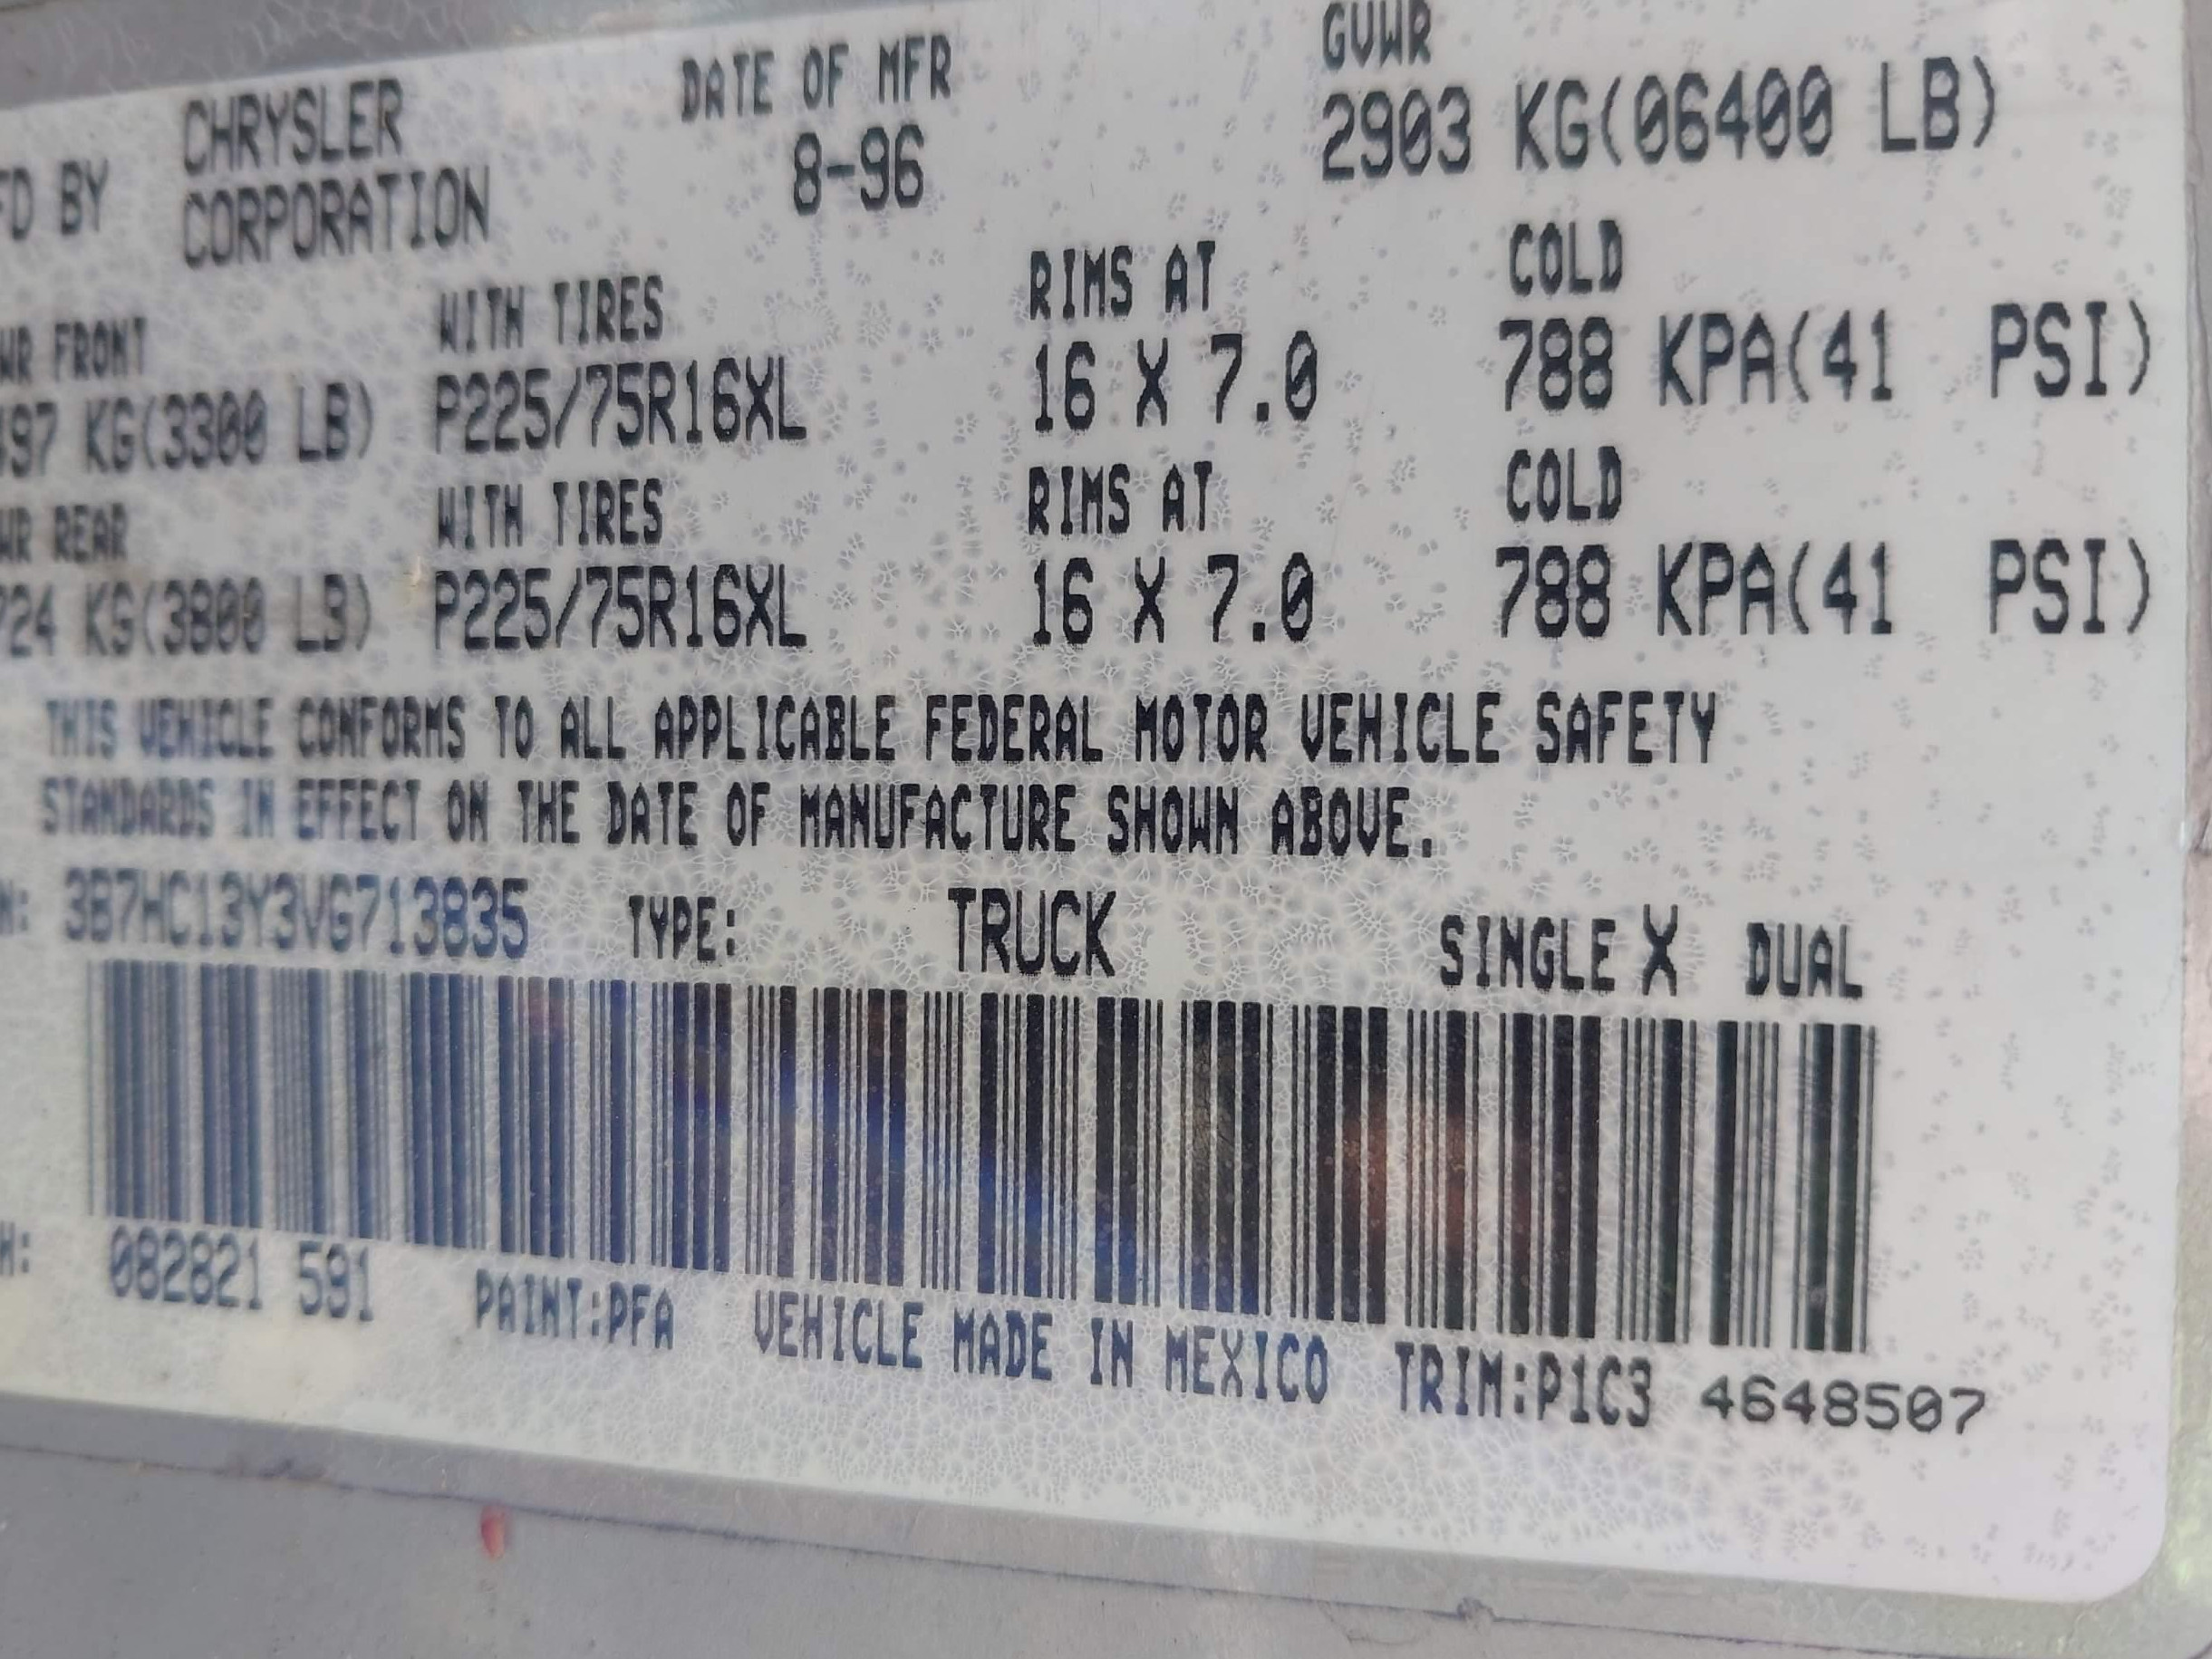 FD BY CHRYSLER CORPORATION DATE OF MFR 8-96 GVWR 2903 KG(06400 LB)
WR FRONT WITH TIRES RIMS AT COLD
497 KG(3300 LB) P225/75R16XL 16 X 7.0 788 KPA(41 PSI)
WR REAR WITH TIRES RIMS AT COLD
724 KG(3800 LB) P225/75R16XL 16 X 7.0 788 KPA(41 PSI)
THIS VEHICLE CONFORMS TO ALL APPLICABLE FEDERAL MOTOR VEHICLE SAFETY
STANDARDS IN EFFECT ON THE DATE OF MANUFACTURE SHOWN ABOVE.
N: 3B7HC13Y3VG713835 TYPE: TRUCK SINGLE X DUAL
H: 082821 591 PAINT:PFA VEHICLE MADE IN MEXICO TRIM:P1C3 4648507